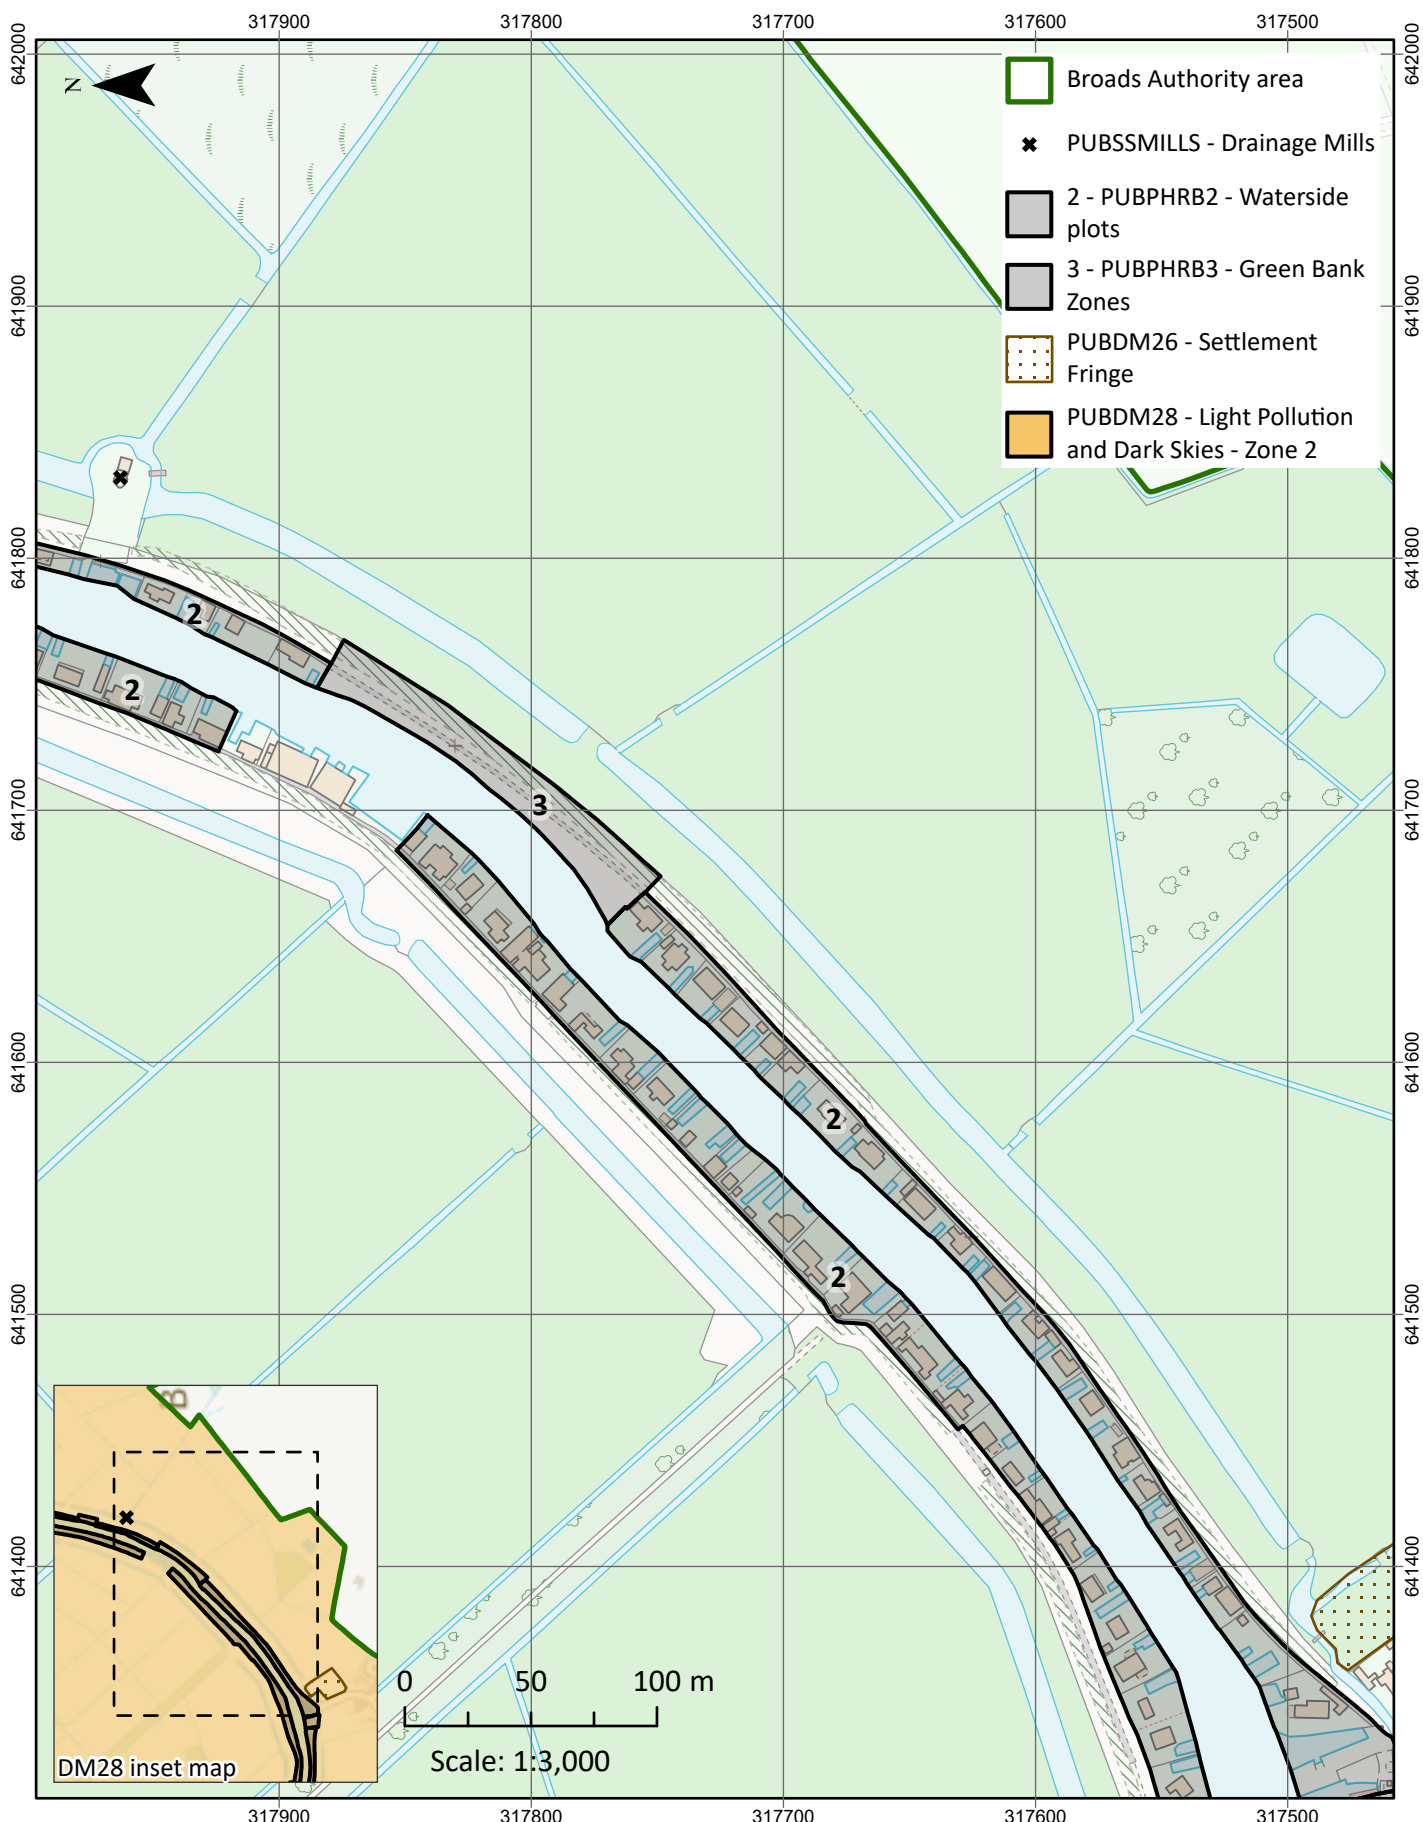 317900 317800 317700 317600 317500
642000 642000
N
Broads Authority area
PUBSSMILLS - Drainage Mills
2 - PUBPHRB2 - Waterside
plots
3 - PUBPHRB3 - Green Bank
Zones
PUBDM26 - Settlement
Fringe
PUBDM28 - Light Pollution
and Dark Skies - Zone 2
641900 641900
641800 641800
2
2
3
641700 641700
641600 641600
2
2
641500 641500
B
641400 641400
0 50 100 m
Scale: 1:3,000
DM28 inset map
317900 317800 317700 317600 317500